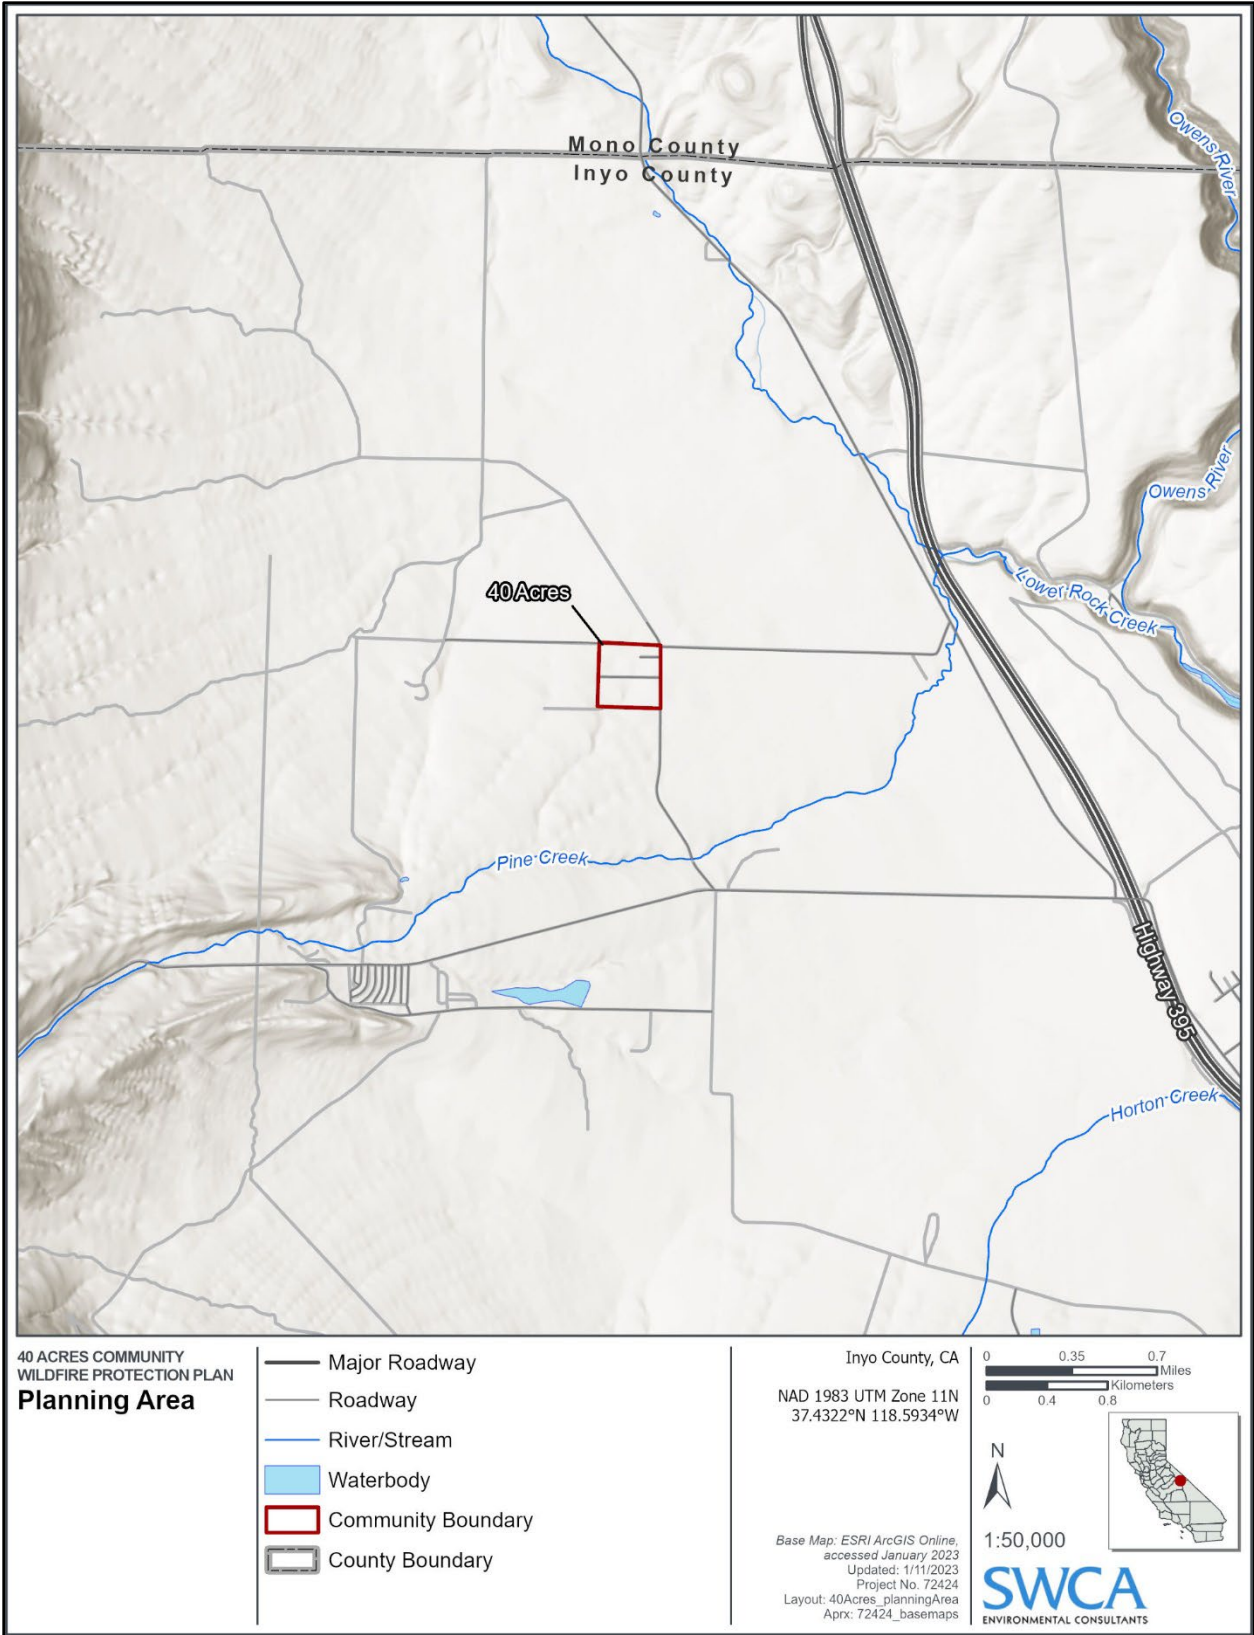 Mono County
Inyo County
Owens River
Owens River
40 Acres
Lower Rock Creek
Pine Creek
Highway 395
Horton Creek
40 ACRES COMMUNITY
WILDFIRE PROTECTION PLAN
Planning Area
Major Roadway
Roadway
River/Stream
Waterbody
Community Boundary
County Boundary
Inyo County, CA
NAD 1983 UTM Zone 11N
37.4322°N 118.5934°W
Base Map: ESRI ArcGIS Online,
accessed January 2023
Updated: 1/11/2023
Project No. 72424
Layout: 40Acres_planningArea
Aprx: 72424_basemaps
0 0.35 0.7
Miles
Kilometers
0 0.4 0.8
N
1:50,000
SWCA
ENVIRONMENTAL CONSULTANTS